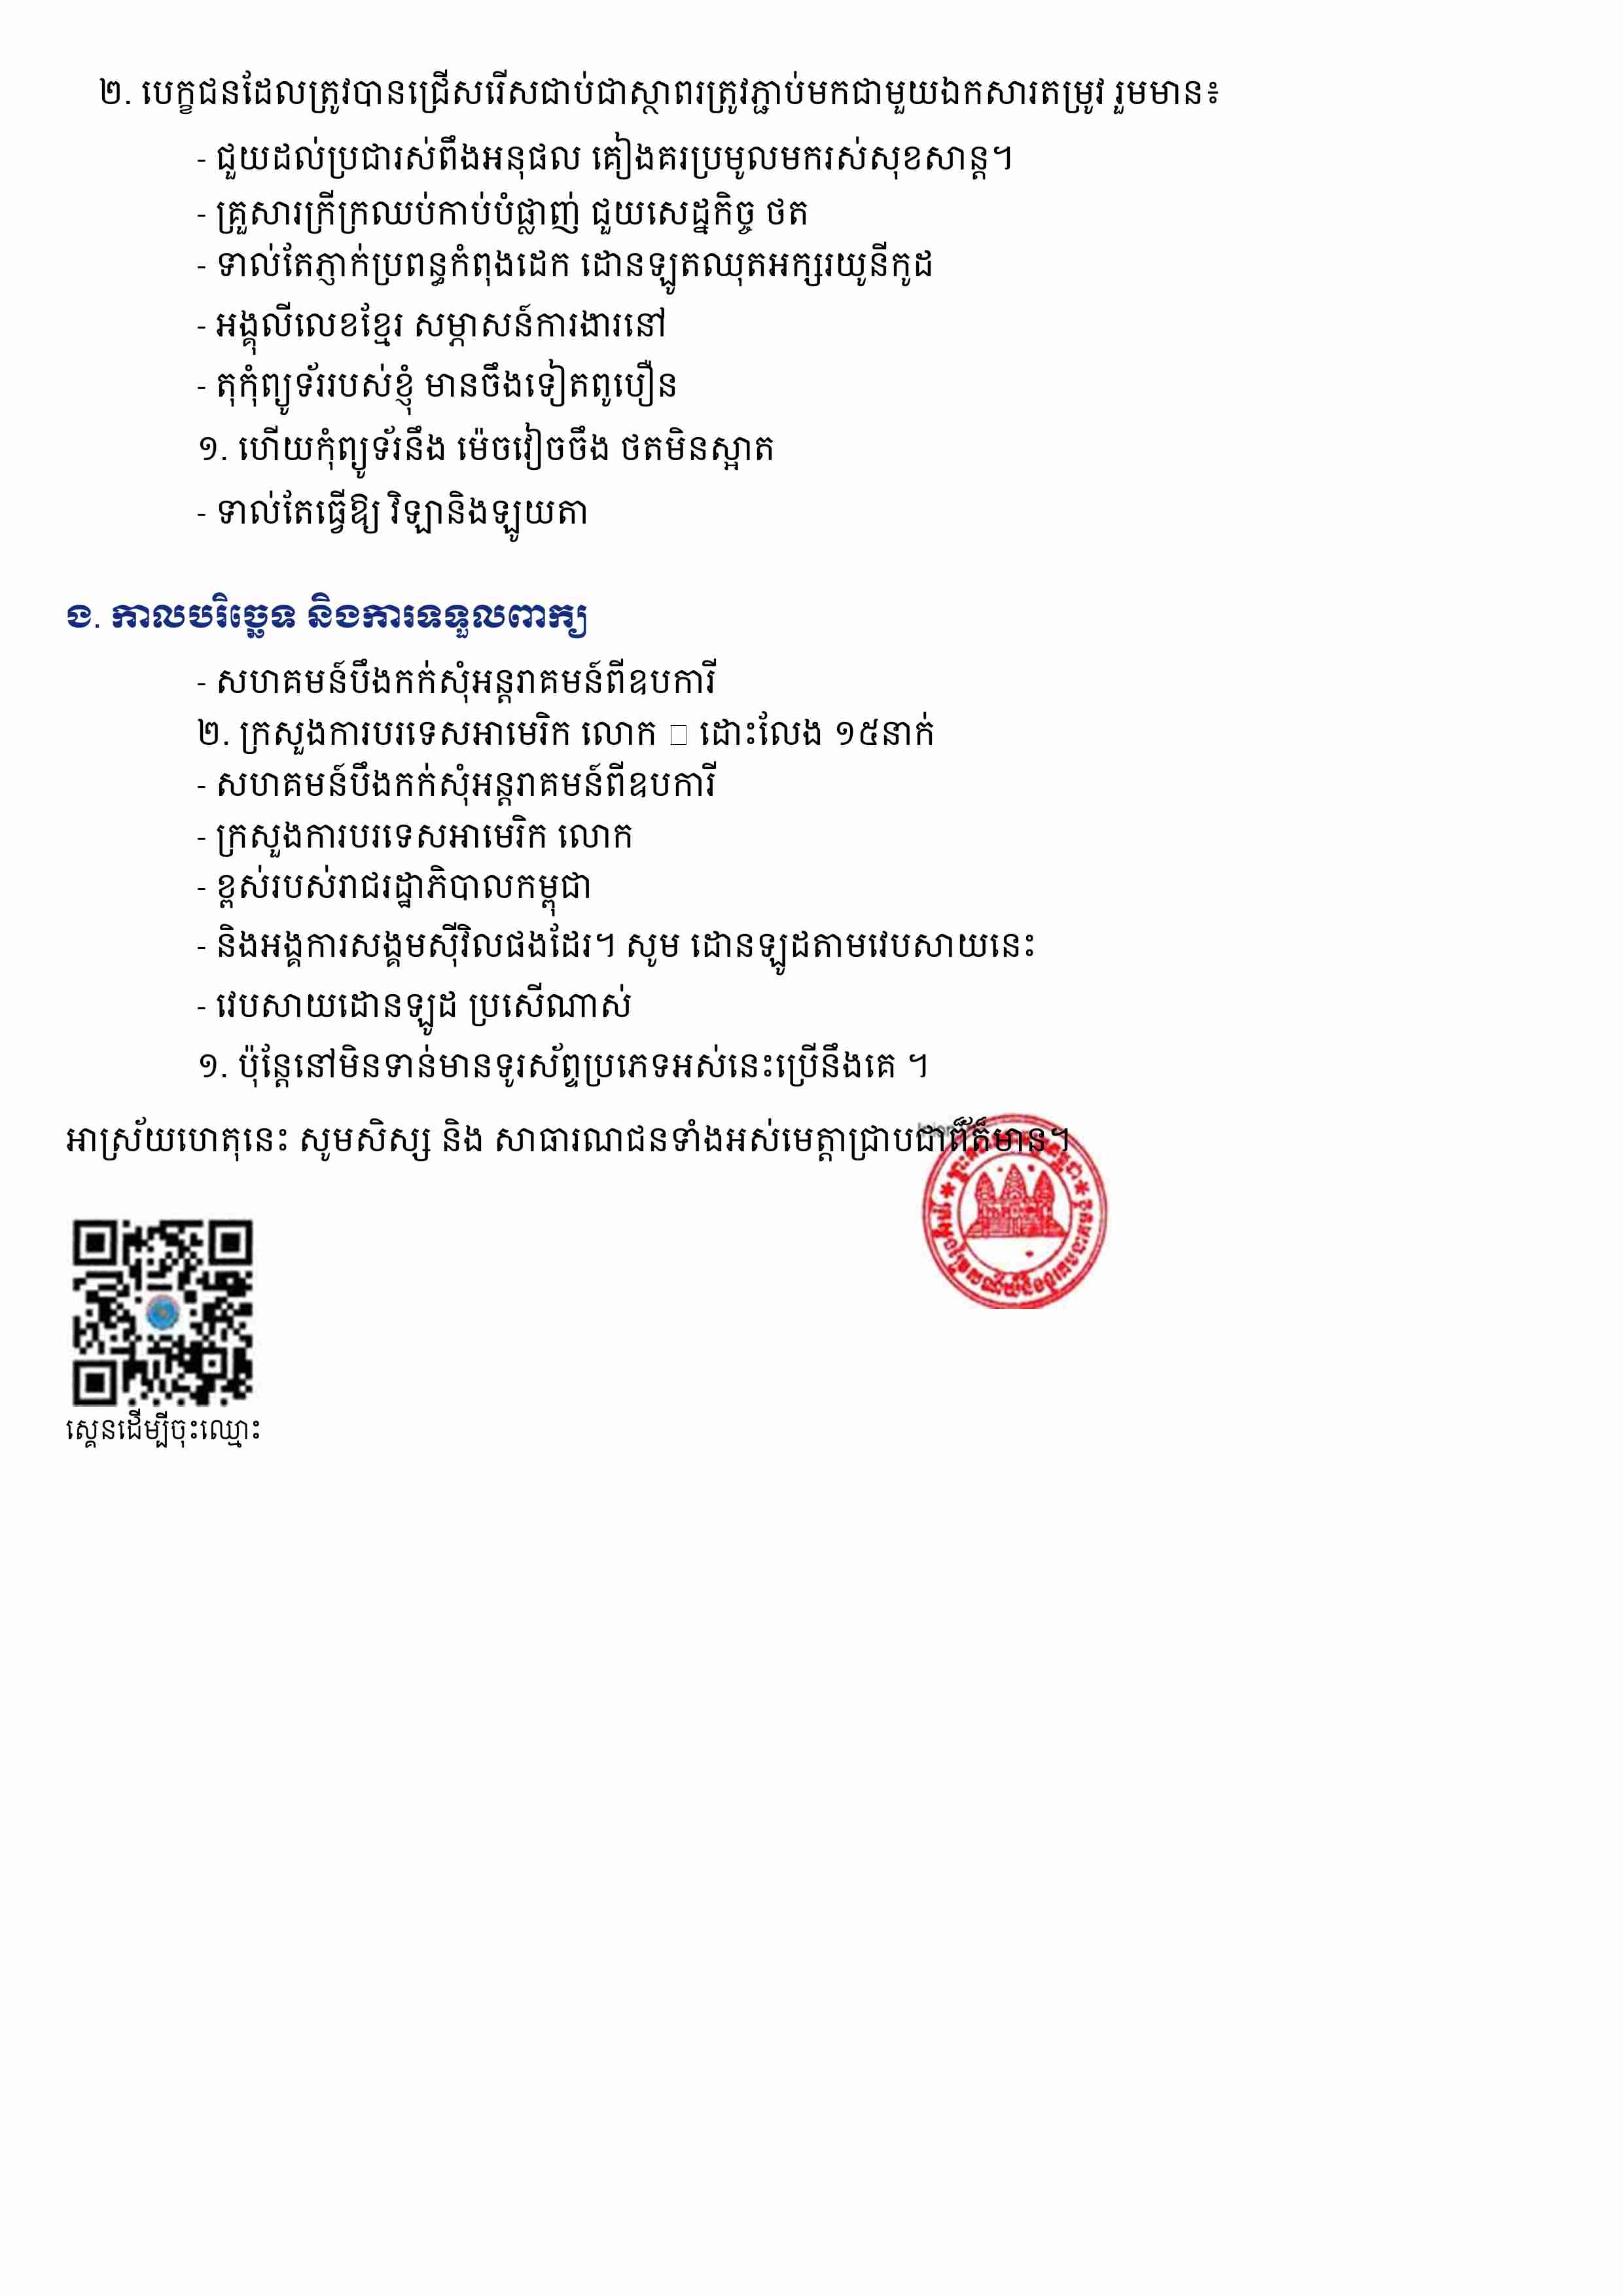 ២. បេក្ខជនដែលត្រូវបានជ្រើសរើសជាប់ជាស្ថាពរត្រូវភ្ជាប់មកជាមួយឯកសារតម្រូវ រួមមាន៖
- ជួយដល់ប្រជារស់ពឹងអនុផល គៀងគរប្រមូលមករស់សុខសាន្ត។
- គ្រួសារក្រីក្រឈប់កាប់បំផ្លាញ់ ជួយសេដ្នកិច្ច ថត
- ទាល់តែភ្ញាក់ប្រពន្ធកំពុងដេក ដោនឡូតឈុតអក្សរយូនីកូដ
- អង្គុលីលេខខ្មែរ សម្ភាសន៍ការងារនៅ
- តុកុំព្យូទ័ររបស់ខ្ញុំ មានចឹងទៀតពូបឿន
១. ហើយកុំព្យូទ័រនឹង ម៉េចវៀចចឹង ថតមិនស្អាត
- ទាល់តែធ្វើឱ្យ វិឡានិងឡូយតា
ង. កាលបរិច្ឆេទ និងការទទួលពាក្យ
- សហគមន៍បឹងកក់សុំអន្តរាគមន៍ពីឧបការី
២. ក្រសួងការបរទេសអាមេរិក លោក □ ដោះលែង ១៥នាក់
- សហគមន៍បឹងកក់សុំអន្តរាគមន៍ពីឧបការី
- ក្រសួងការបរទេសអាមេរិក លោក
- ខ្ពស់របស់រាជរដ្ឋាភិបាលកម្ពុជា
- និងអង្គការសង្គមស៊ីវិលផងដែរ។ សូម ដោនឡូដតាមវេបសាយនេះ
- វេបសាយដោនឡូដ ប្រសើណាស់
១. ប៉ុន្តែនៅមិនទាន់មានទូរស័ព្ទប្រភេទអស់នេះប្រើនឹងគេ ។
អាស្រ័យហេតុនេះ សូមសិស្ស និង សាធារណជនទាំងអស់មេត្តាជ្រាបជាព័ត៌មាន។
ស្គេនដើម្បីចុះឈ្មោះ